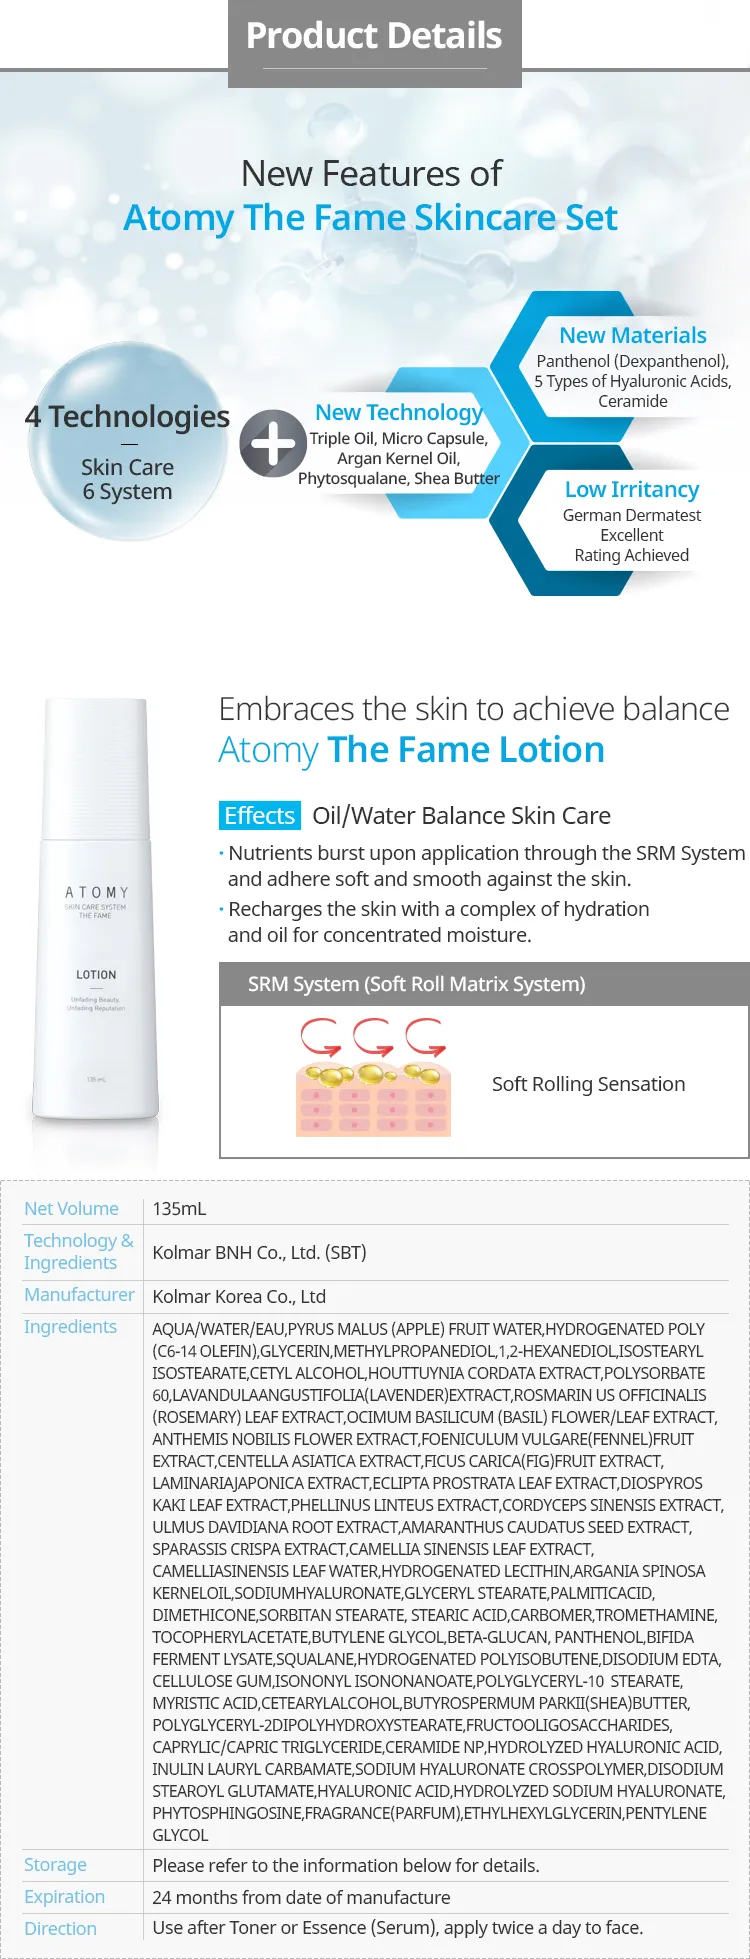 Product Details
New Features of
Atomy The Fame Skincare Set
4 Technologies
Skin Care
6 System
New Technology
Triple Oil, Micro Capsule,
Argan Kernel Oil,
Phytosqualane, Shea Butter
New Materials
Panthenol (Dexpanthenol),
5 Types of Hyaluronic Acids,
Ceramide
Low Irritancy
German Dermatest
Excellent
Rating Achieved
Embraces the skin to achieve balance
Atomy The Fame Lotion
Effects Oil/Water Balance Skin Care
· Nutrients burst upon application through the SRM System
and adhere soft and smooth against the skin.
· Recharges the skin with a complex of hydration
and oil for concentrated moisture.
ATOMY
SKIN CARE SYSTEM
THE FAME
LOTION
Unfading Beauty,
Unfading Reputation
135 mL
SRM System (Soft Roll Matrix System)
Soft Rolling Sensation
Net Volume 135mL
Technology &
Ingredients
Kolmar BNH Co., Ltd. (SBT)
Manufacturer Kolmar Korea Co., Ltd
Ingredients
AQUA/WATER/EAU,PYRUS MALUS (APPLE) FRUIT WATER,HYDROGENATED POLY
(C6-14 OLEFIN),GLYCERIN,METHYLPROPANEDIOL,1,2-HEXANEDIOL,ISOSTEARYL
ISOSTEARATE,CETYL ALCOHOL,HOUTTUYNIA CORDATA EXTRACT,POLYSORBATE
60,LAVANDULAANGUSTIFOLIA(LAVENDER)EXTRACT,ROSMARIN US OFFICINALIS
(ROSEMARY) LEAF EXTRACT,OCIMUM BASILICUM (BASIL) FLOWER/LEAF EXTRACT,
ANTHEMIS NOBILIS FLOWER EXTRACT,FOENICULUM VULGARE(FENNEL)FRUIT
EXTRACT,CENTELLA ASIATICA EXTRACT,FICUS CARICA(FIG)FRUIT EXTRACT,
LAMINARIAJAPONICA EXTRACT,ECLIPTA PROSTRATA LEAF EXTRACT,DIOSPYROS
KAKI LEAF EXTRACT,PHELLINUS LINTEUS EXTRACT,CORDYCEPS SINENSIS EXTRACT,
ULMUS DAVIDIANA ROOT EXTRACT,AMARANTHUS CAUDATUS SEED EXTRACT,
SPARASSIS CRISPA EXTRACT,CAMELLIA SINENSIS LEAF EXTRACT,
CAMELLIASINENSIS LEAF WATER,HYDROGENATED LECITHIN,ARGANIA SPINOSA
KERNELOIL,SODIUMHYALURONATE,GLYCERYL STEARATE,PALMITICACID,
DIMETHICONE,SORBITAN STEARATE, STEARIC ACID,CARBOMER,TROMETHAMINE,
TOCOPHERYLACETATE,BUTYLENE GLYCOL,BETA-GLUCAN, PANTHENOL,BIFIDA
FERMENT LYSATE,SQUALANE,HYDROGENATED POLYISOBUTENE,DISODIUM EDTA,
CELLULOSE GUM,ISONONYL ISONONANOATE,POLYGLYCERYL-10 STEARATE,
MYRISTIC ACID,CETEARYLALCOHOL,BUTYROSPERMUM PARKII(SHEA)BUTTER,
POLYGLYCERYL-2DIPOLYHYDROXYSTEARATE,FRUCTOOLIGOSACCHARIDES,
CAPRYLIC/CAPRIC TRIGLYCERIDE,CERAMIDE NP,HYDROLYZED HYALURONIC ACID,
INULIN LAURYL CARBAMATE,SODIUM HYALURONATE CROSSPOLYMER,DISODIUM
STEAROYL GLUTAMATE,HYALURONIC ACID,HYDROLYZED SODIUM HYALURONATE,
PHYTOSPHINGOSINE,FRAGRANCE(PARFUM),ETHYLHEXYLGLYCERIN,PENTYLENE
GLYCOL
Storage Please refer to the information below for details.
Expiration 24 months from date of manufacture
Direction Use after Toner or Essence (Serum), apply twice a day to face.